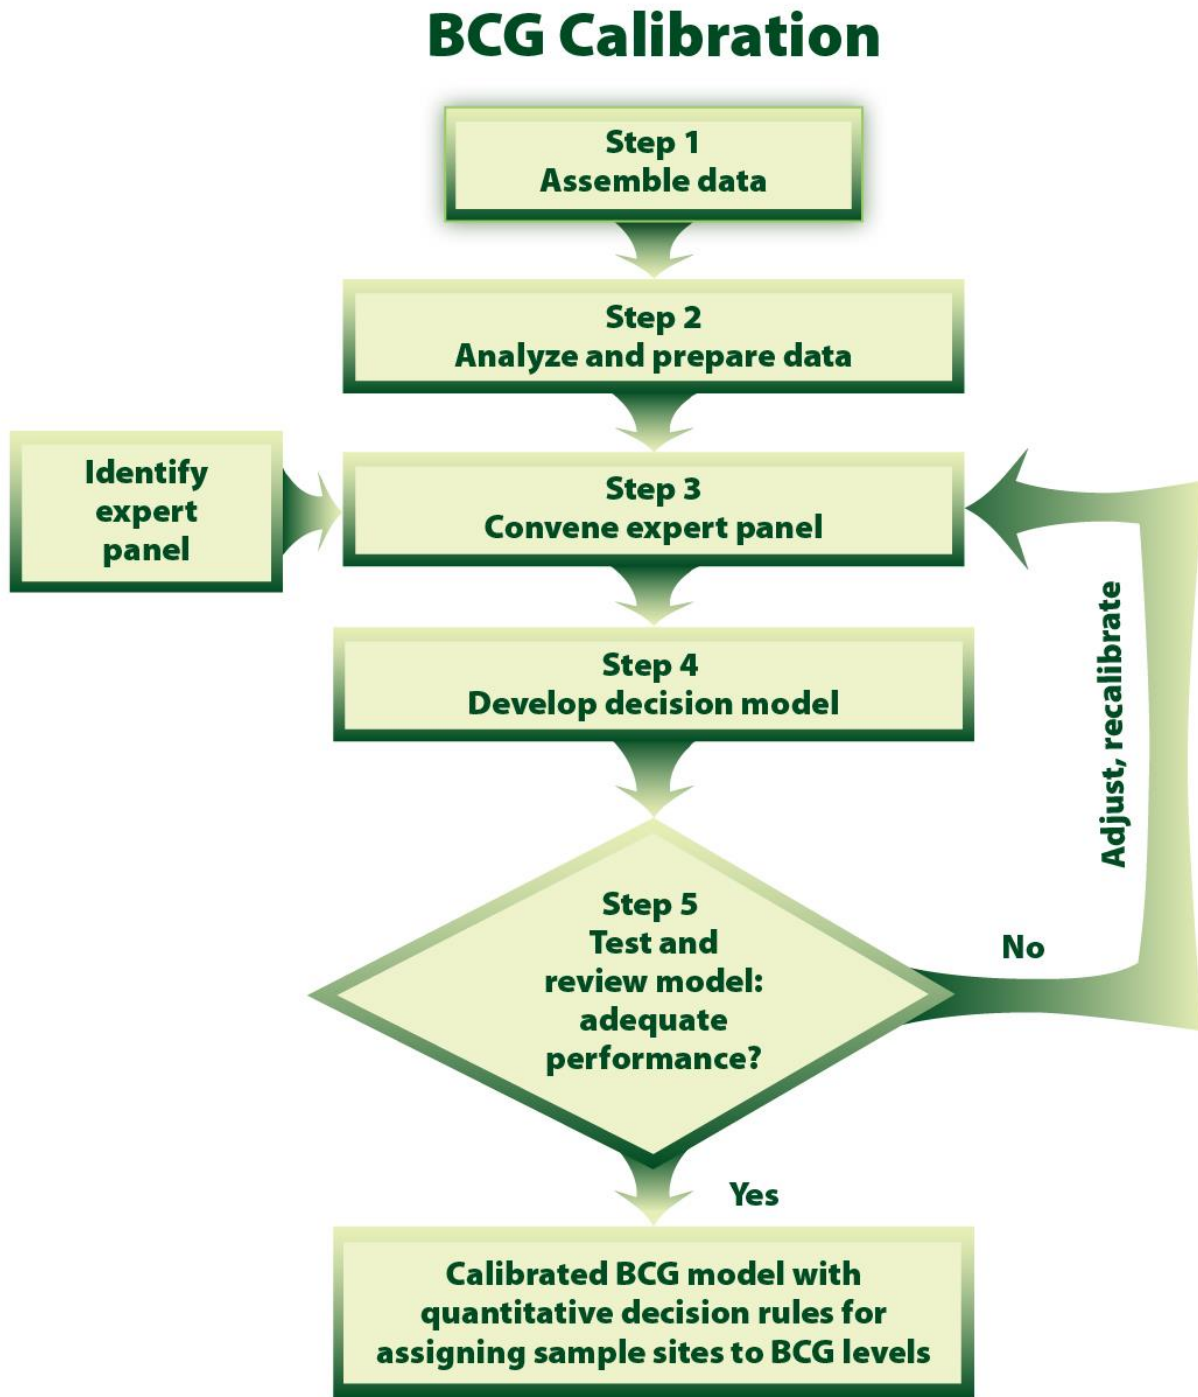 BCG Calibration
Step 1
Assemble data
Step 2
Analyze and prepare data
Identify
expert
panel
Step 3
Convene expert panel
Step 4
Develop decision model
Adjust, recalibrate
Step 5
Test and
review model:
adequate
performance?
No
Yes
Calibrated BCG model with
quantitative decision rules for
assigning sample sites to BCG levels